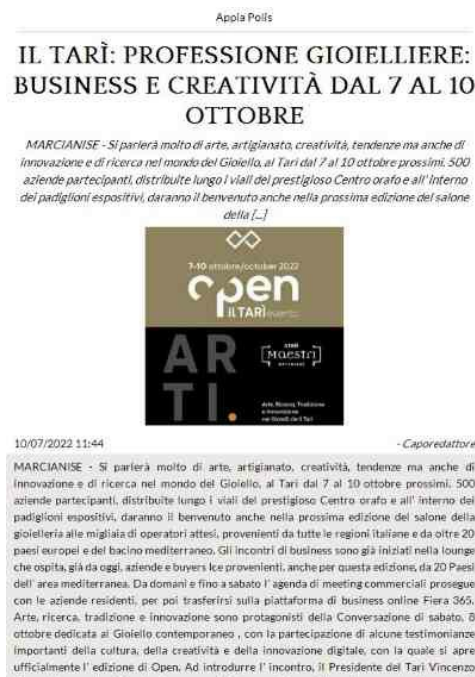 Appia Polis
IL TARÌ: PROFESSIONE GIOIELLIERE:
BUSINESS E CREATIVITÀ DAL 7 AL 10
OTTOBRE
MARCIANISE - Si parlerà molto di arte, artigianato, creatività, tendenze ma anche di
innovazione e di ricerca nel mondo del Gioiello, al Tarì dal 7 al 10 ottobre prossimi. 500
aziende partecipanti, distribuite lungo i viali del prestigioso Centro orafo e all' interno
dei padiglioni espositivi, daranno il benvenuto anche nella prossima edizione del salone
della [...]
7-10 ottobre/october 2022
open
IL TARÌ evento
AR
TI.
MAESTRI
Arte, Ricerca, Tradizione
e Innovazione
10/07/2022 11:44
- Caporedattore
MARCIANISE - Si parlerà molto di arte, artigianato, creatività, tendenze ma anche di
innovazione e di ricerca nel mondo del Gioiello, al Tarì dal 7 al 10 ottobre prossimi. 500
aziende partecipanti, distribuite lungo i viali del prestigioso Centro orafo e all' interno dei
padiglioni espositivi, daranno il benvenuto anche nella prossima edizione del salone della
gioielleria alle migliaia di operatori attesi, provenienti da tutte le regioni italiane e da oltre 20
paesi europei e del bacino mediterraneo. Gli incontri di business sono già iniziati nella lounge
che ospita, già da oggi, aziende e buyers Ice provenienti, anche per questa edizione, da 20 Paesi
dell' area mediterranea. Da domani e fino a sabato l' agenda di meeting commerciali prosegue
con le aziende residenti, per poi trasferirsi sulla piattaforma di business online Fiera 365.
Arte, ricerca, tradizione e innovazione sono protagonisti della Conversazione di sabato, 8
ottobre dedicata al Gioiello contemporaneo , con la partecipazione di alcune testimonianze
importanti della cultura, della creatività e della innovazione digitale, con la quale si apre
ufficialmente l' edizione di Open. Ad introdurre l' incontro, il Presidente del Tarì Vincenzo